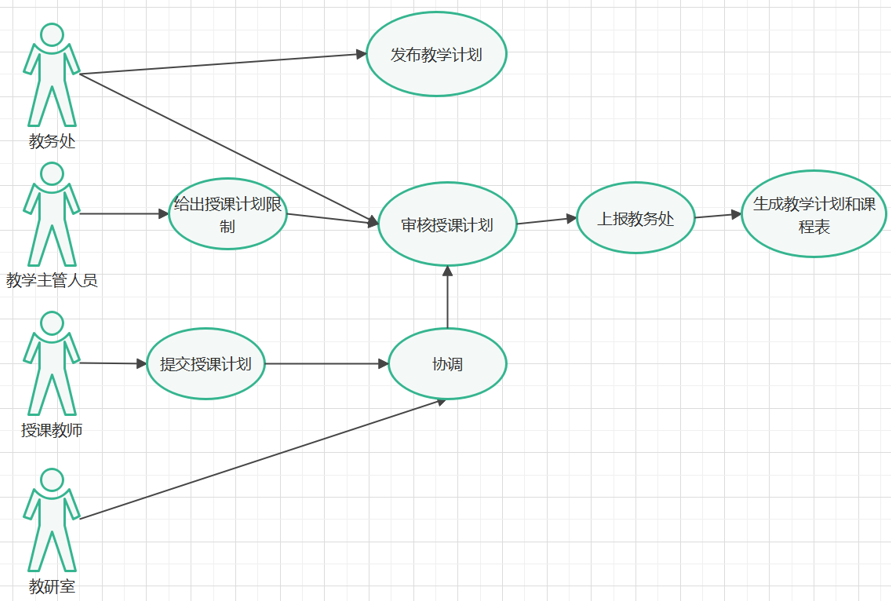 发布教学计划
教务处
给出授课计划限
制
审核授课计划
上报教务处
生成教学计划和课
程表
教学主管人员
提交授课计划
协调
授课教师
教研室